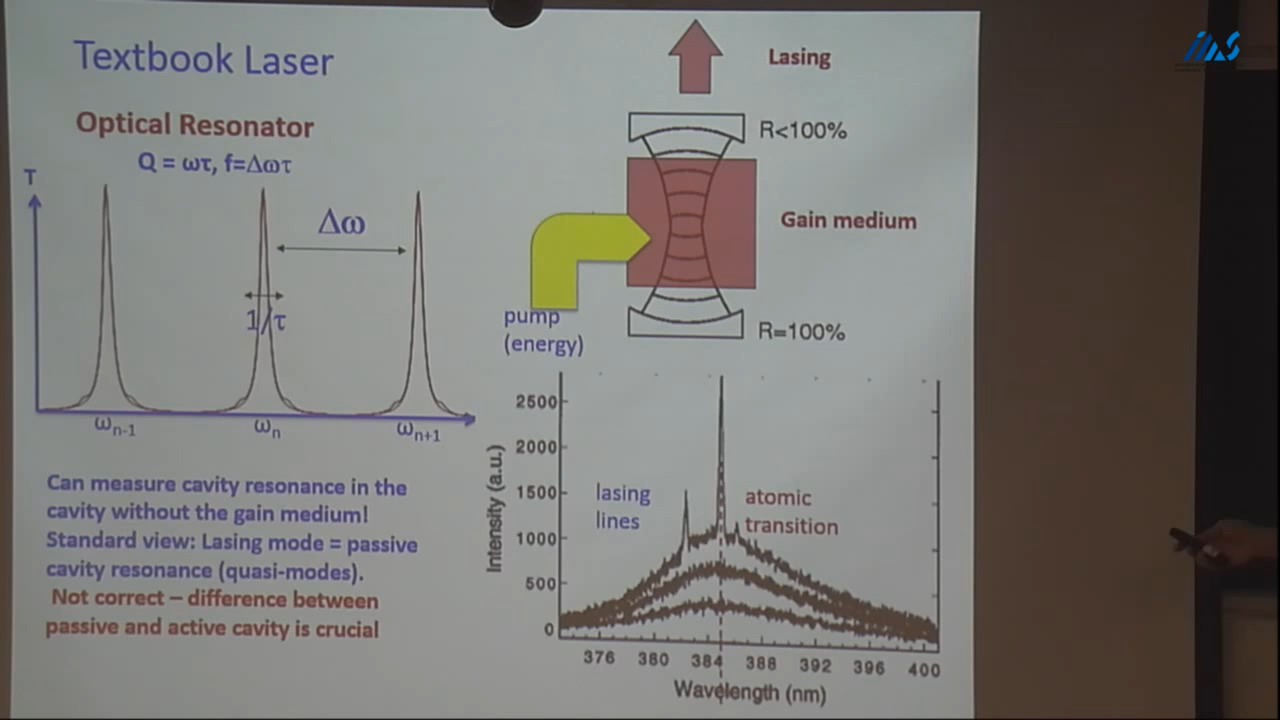 Textbook Laser
Optical Resonator
Q = ωτ, f=Δωτ
T
Δω
1/τ
ωn-1
ωn
ωn+1
Can measure cavity resonance in the
cavity without the gain medium!
Standard view: Lasing mode = passive
cavity resonance (quasi-modes).
Not correct – difference between
passive and active cavity is crucial
Lasing
R<100%
Gain medium
pump
(energy)
R=100%
Intensity (a.u.)
2500
2000
1500
1000
500
0
lasing
lines
atomic
transition
376 380 384 388 392 396 400
Wavelength (nm)